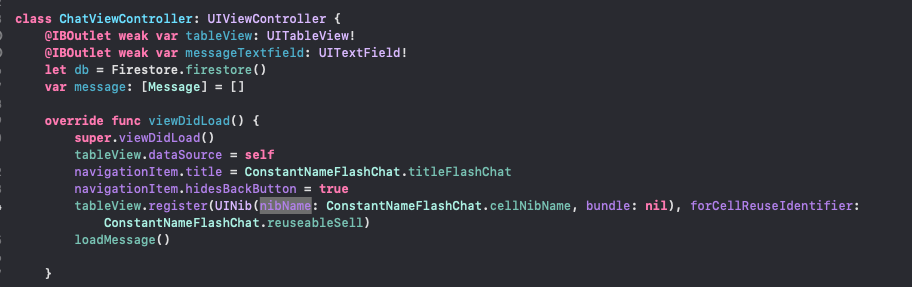 class ChatViewController: UIViewController {
@IBOutlet weak var tableView: UITableView!
@IBOutlet weak var messageTextfield: UITextField!
let db = Firestore.firestore()
var message: [Message] = []
override func viewDidLoad() {
super.viewDidLoad()
tableView.dataSource = self
navigationItem.title = ConstantNameFlashChat.titleFlashChat
navigationItem.hidesBackButton = true
tableView.register(UINib(nibName: ConstantNameFlashChat.cellNibName, bundle: nil), forCellReuseIdentifier:
ConstantNameFlashChat.reuseableSell)
loadMessage()
}